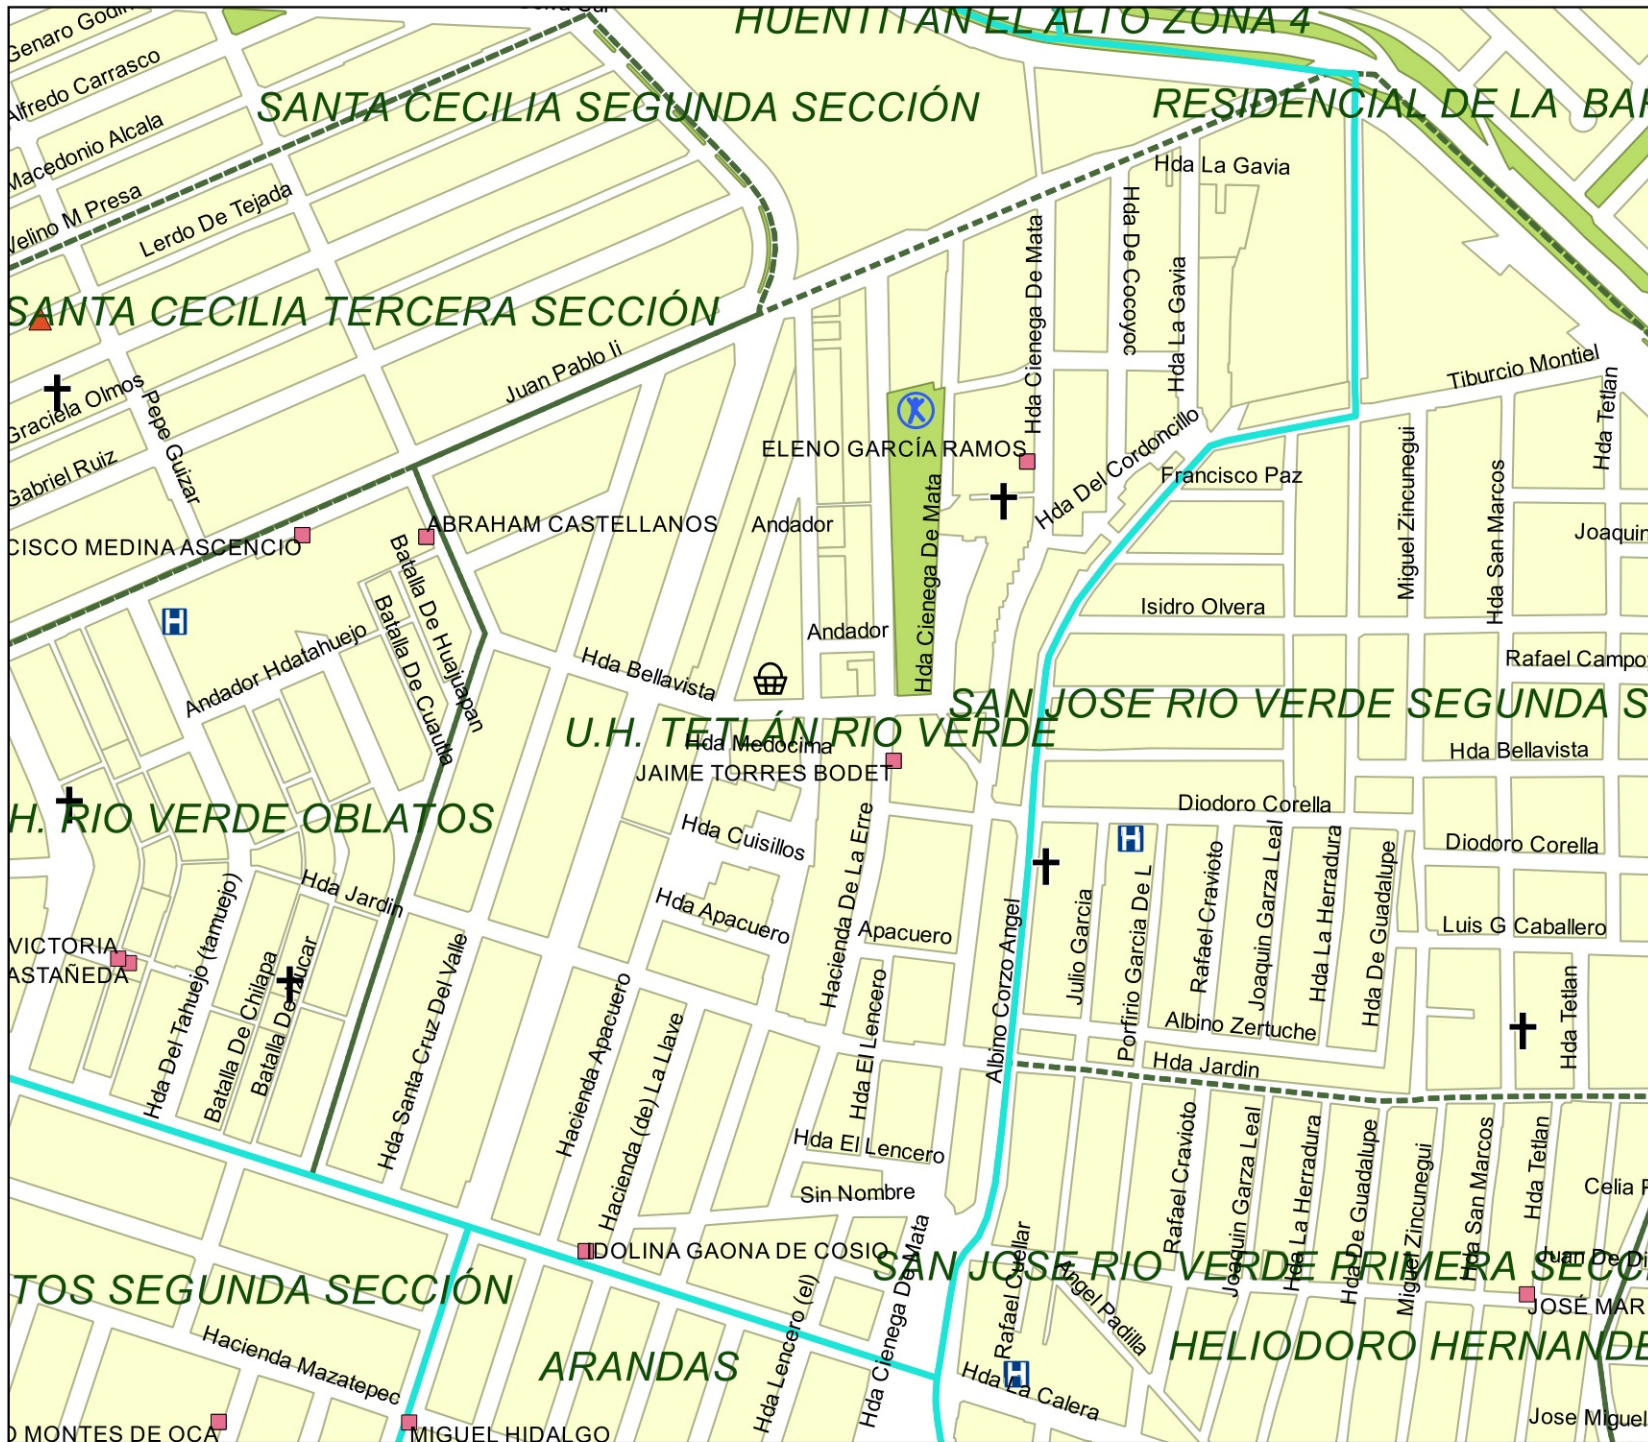 HUENTITAN EL ALTO ZONA 4
Alfredo Carrasco
SANTA CECILIA SEGUNDA SECCIÓN
RESIDENCIAL DE LA
Macedonio Alcala
Hda La Gavia
Lerdo De Tejada
Hda De Cocoyoc
Hda Cienega De Mata
Hda La Gavia
SANTA CECILIA TERCERA SECCIÓN
Juan Pablo Ii
Tiburcio Montiel
Hda Tetlan
Graciela Olmos
Pepe Guizar
ELENO GARCÍA RAMOS
Hda Del Cordoncillo
Francisco Paz
Gabriel Ruiz
Miguel Zincunegui
Hda San Marcos
ABRAHAM CASTELLANOS
Andador
Joaquin
CISCO MEDINA ASCENCIO
Batalla De Huajuapan
Batalla De Cuautla
Hda Cienega De Mata
Isidro Olvera
Andador
Andador Hdatahuejo
Hda Bellavista
Rafael Campo
SAN JOSE RIO VERDE SEGUNDA S
U.H. TETLÁN RIO VERDE
Hda Medocima
Hda Bellavista
JAIME TORRES BODET
H. RIO VERDE OBLATOS
Diodoro Corella
Hda Cuisillos
Hacienda De La Erre
Diodoro Corella
Hda Jardin
Hda Apacuero
Apacuero
Luis G Caballero
Julio Garcia
Porfirio Garcia De L
Rafael Cravioto
Joaquin Garza Leal
Hda La Herradura
Hda De Guadalupe
VICTORIA
ASTAÑEDA
Hda Del Tahuejo (tamuejo)
Batalla De Chilapa
Batalla De Izucar
Hda Santa Cruz Del Valle
Hacienda Apacuero
Hacienda (de) La Llave
Hda El Lencero
Albino Corzo Angel
Albino Zertuche
Hda Tetlan
Hda Jardin
Hda El Lencero
Rafael Cravioto
Joaquin Garza Leal
Hda La Herradura
Hda De Guadalupe
Miguel Zincunegui
Hda San Marcos
Hda Tetlan
Sin Nombre
Celia
IDOLINA GAONA DE COSIO
Hda Cienega De Mata
Rafael Cuellar
SAN JOSE RIO VERDE PRIMERA SECC
Juan De Di
TOS SEGUNDA SECCIÓN
Angel Padilla
JOSÉ MAR
Hacienda Mazatepec
ARANDAS
Hda Lencero (el)
HELIODORO HERNANDE
Hda La Calera
O MONTES DE OCA
MIGUEL HIDALGO
Jose Miguel